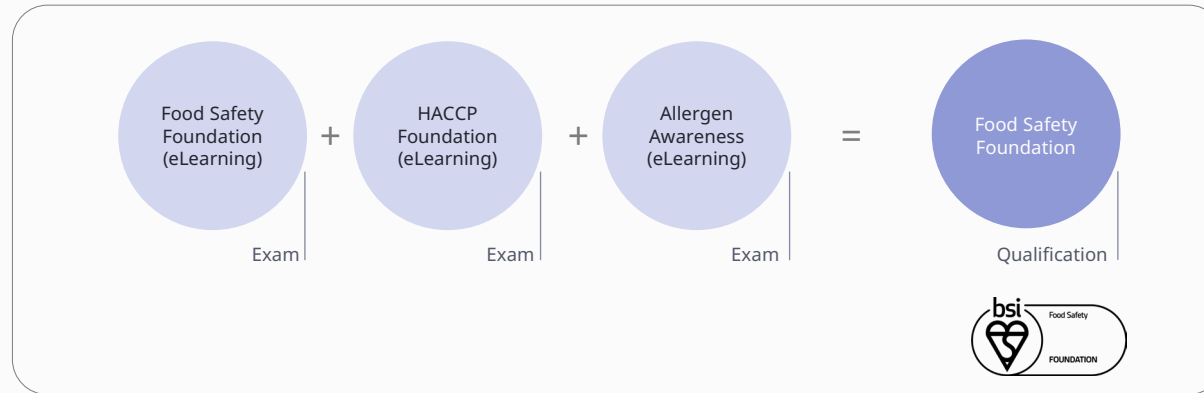 Food Safety
Foundation
(eLearning)
+
HACCP
Foundation
(eLearning)
+
Allergen
Awareness
(eLearning)
=
Food Safety
Foundation
Exam
Exam
Exam
Qualification
bsi
Food Safety
FOUNDATION